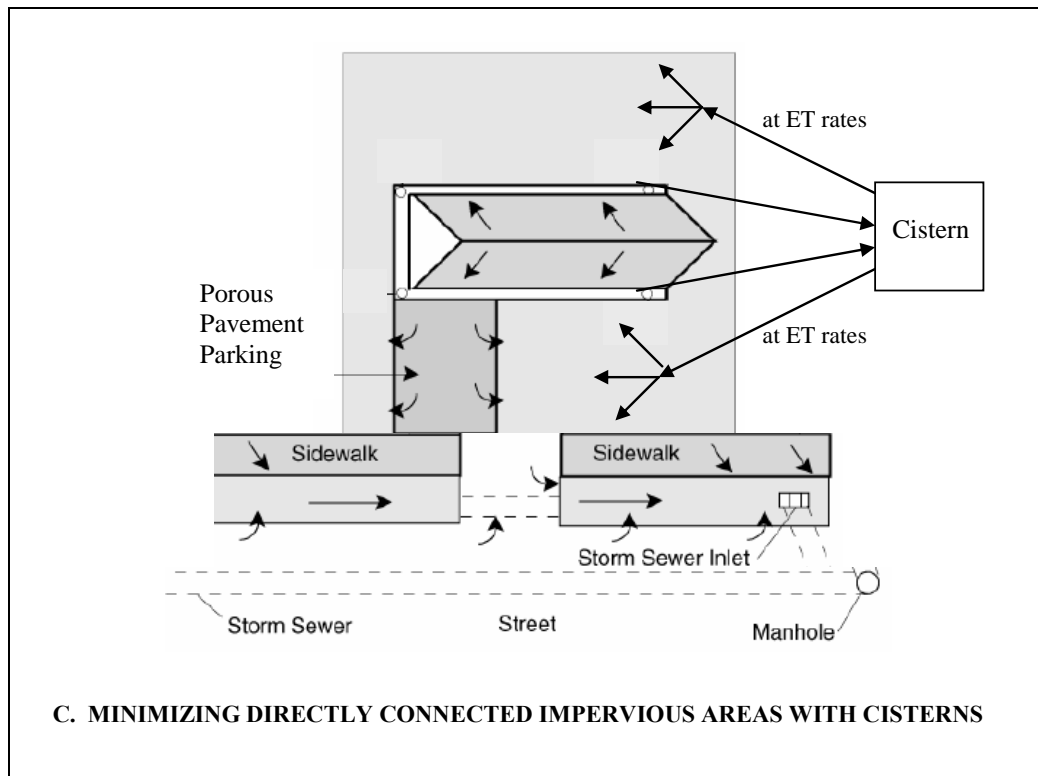 at ET rates
Cistern
Porous
Pavement
Parking
at ET rates
Sidewalk
Sidewalk
Storm Sewer Inlet
Storm Sewer
Street
Manhole
C. MINIMIZING DIRECTLY CONNECTED IMPERVIOUS AREAS WITH CISTERNS